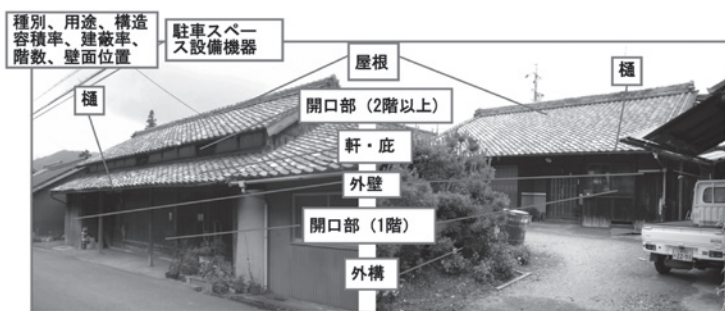 種別、用途、構造
容積率、建蔽率、
階数、壁面位置
駐車スペー
ス設備機器
屋根
樋
樋
開口部（2階以上）
軒・庇
外壁
開口部（1階）
外構